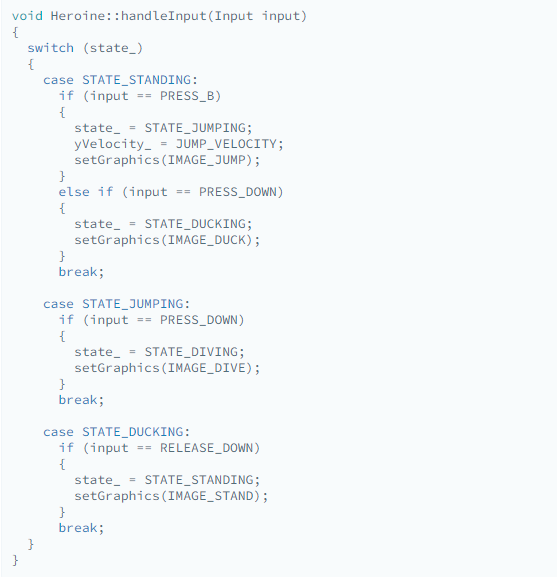 void Heroine::handleInput(Input input)
{
  switch (state_)
  {
    case STATE_STANDING:
      if (input == PRESS_B)
      {
        state_ = STATE_JUMPING;
        yVelocity_ = JUMP_VELOCITY;
        setGraphics(IMAGE_JUMP);
      }
      else if (input == PRESS_DOWN)
      {
        state_ = STATE_DUCKING;
        setGraphics(IMAGE_DUCK);
      }
      break;

    case STATE_JUMPING:
      if (input == PRESS_DOWN)
      {
        state_ = STATE_DIVING;
        setGraphics(IMAGE_DIVE);
      }
      break;

    case STATE_DUCKING:
      if (input == RELEASE_DOWN)
      {
        state_ = STATE_STANDING;
        setGraphics(IMAGE_STAND);
      }
      break;
  }
}